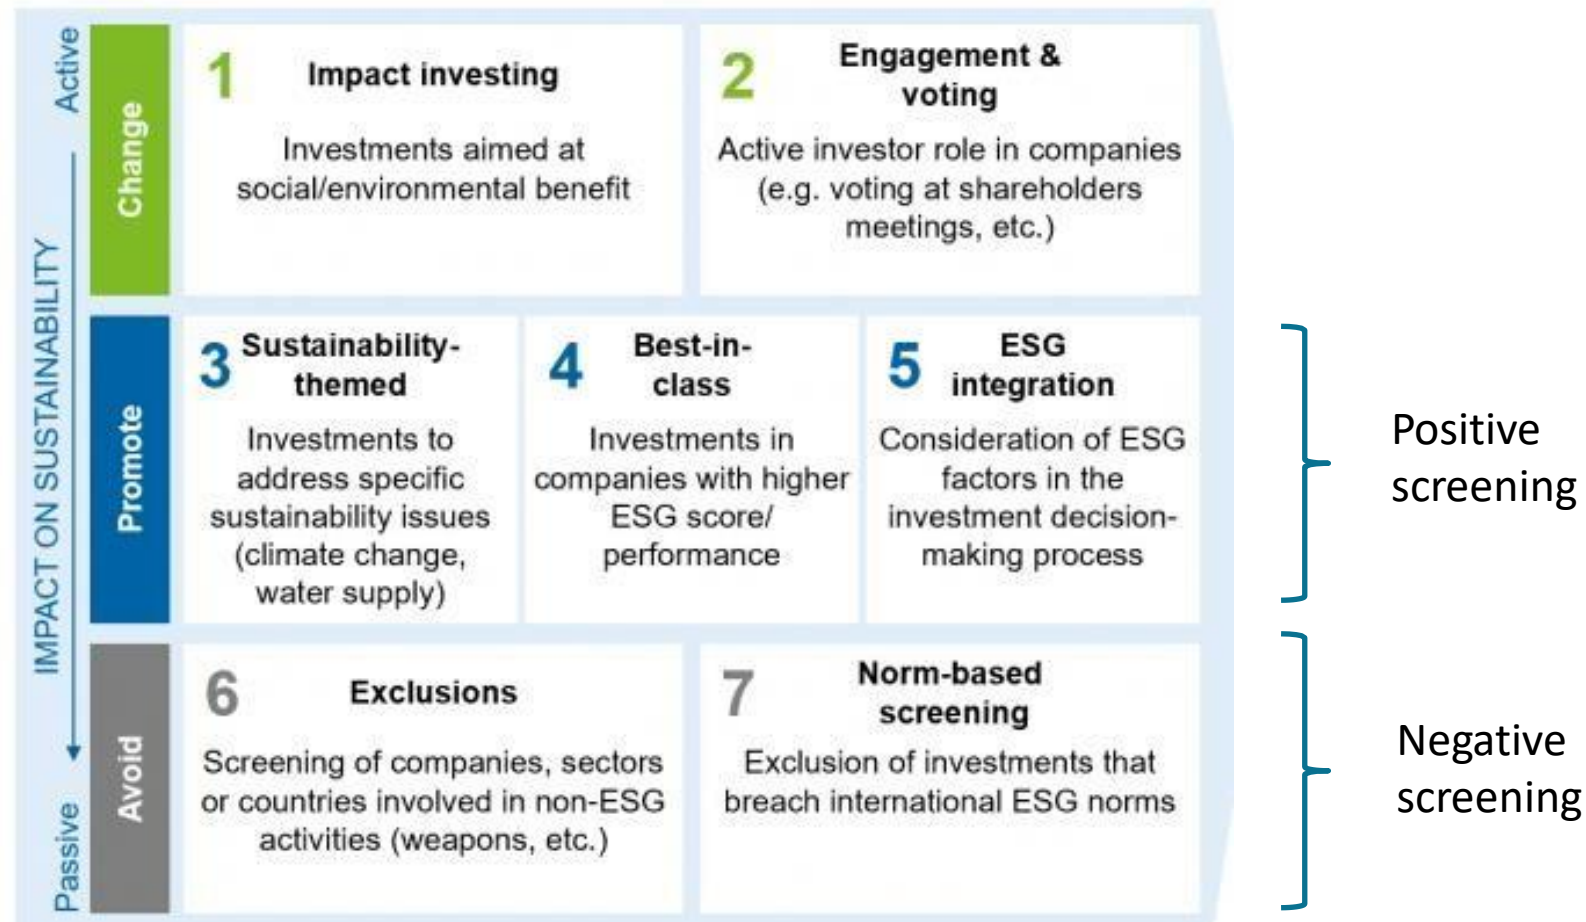 Active
IMPACT ON SUSTAINABILITY
Passive
Change
1
Impact investing
Investments aimed at
social/environmental benefit
2
Engagement &
voting
Active investor role in companies
(e.g. voting at shareholders
meetings, etc.)
Promote
3
Sustainability-
themed
Investments to
address specific
sustainability issues
(climate change,
water supply)
4
Best-in-
class
Investments in
companies with higher
ESG score/
performance
5
ESG
integration
Consideration of ESG
factors in the
investment decision-
making process
Positive
screening
Avoid
6
Exclusions
Screening of companies, sectors
or countries involved in non-ESG
activities (weapons, etc.)
7
Norm-based
screening
Exclusion of investments that
breach international ESG norms
Negative
screening